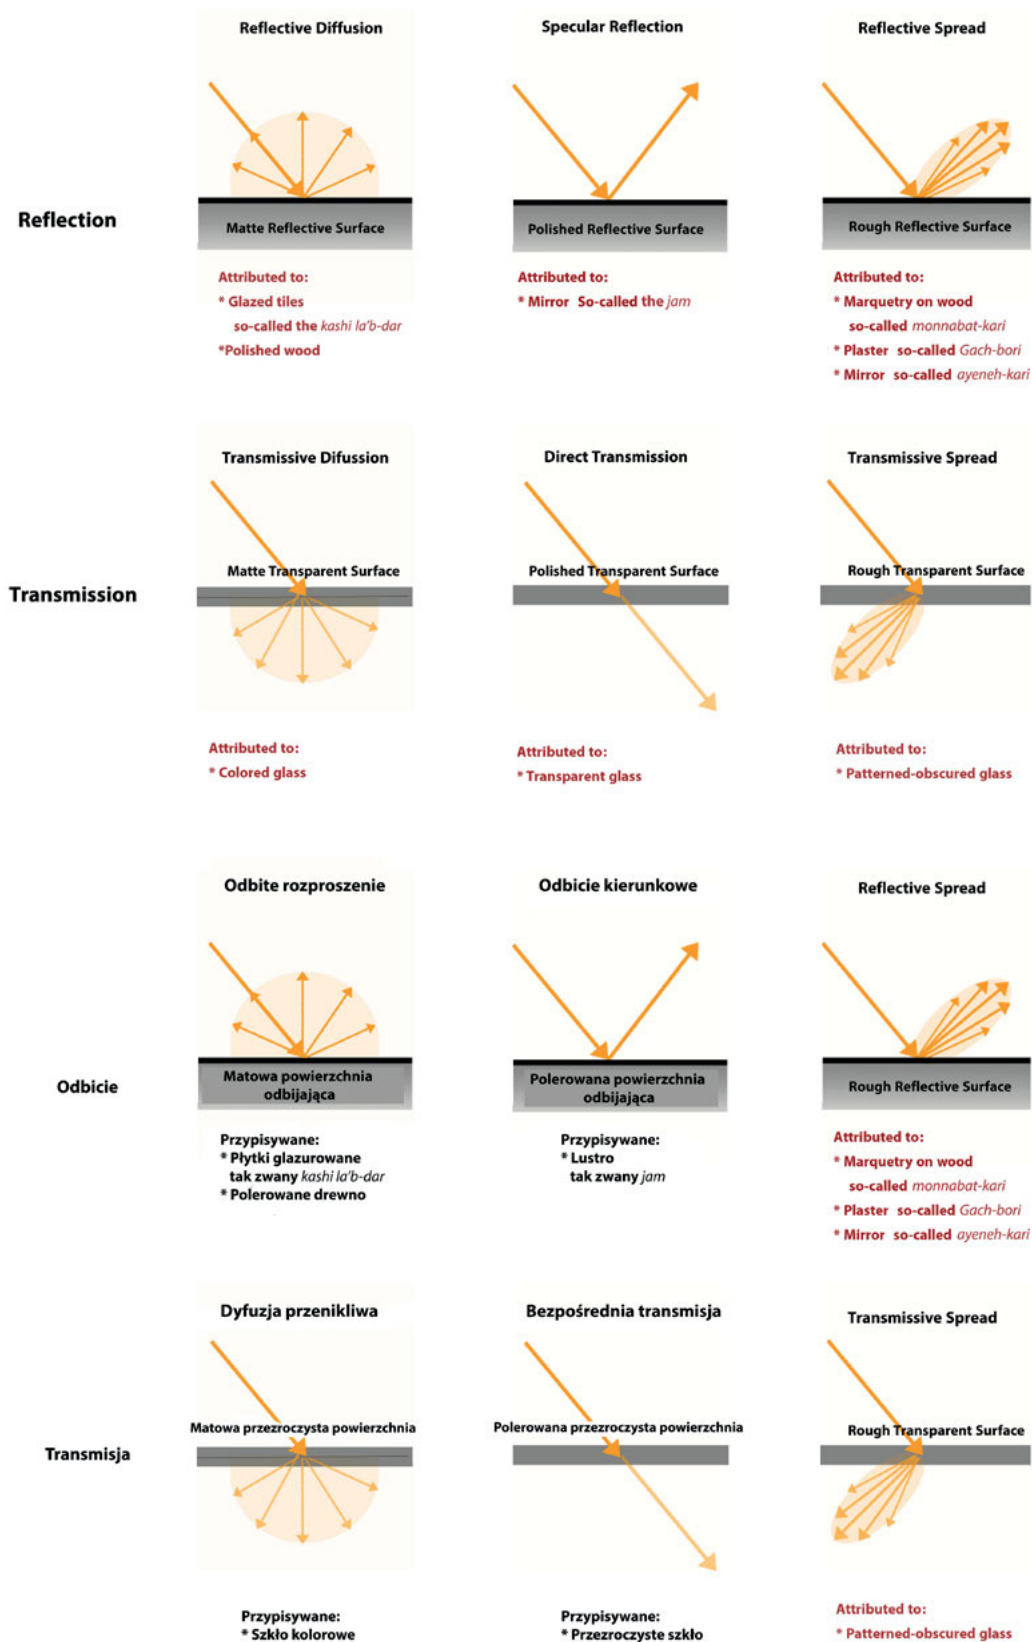 Reflective Diffusion
Specular Reflection
Reflective Spread
Reflection
Matte Reflective Surface
Polished Reflective Surface
Rough Reflective Surface
Attributed to:
* Glazed tiles
so-called the kashi la'b-dar
*Polished wood
Attributed to:
* Mirror So-called the jam
Attributed to:
* Marquetry on wood
so-called monnabat-kari
* Plaster so-called Gach-bori
* Mirror so-called ayeneh-kari
Transmissive Difussion
Direct Transmission
Transmissive Spread
Transmission
Matte Transparent Surface
Polished Transparent Surface
Rough Transparent Surface
Attributed to:
* Colored glass
Attributed to:
* Transparent glass
Attributed to:
* Patterned-obscured glass
Odbite rozproszenie
Odbicie kierunkowe
Reflective Spread
Odbicie
Matowa powierzchnia
odbijająca
Polerowana powierzchnia
odbijająca
Rough Reflective Surface
Przypisywane:
* Płytki glazurowane
tak zwany kashi la'b-dar
* Polerowane drewno
Przypisywane:
* Lustro
tak zwany jam
Attributed to:
* Marquetry on wood
so-called monnabat-kari
* Plaster so-called Gach-bori
* Mirror so-called ayeneh-kari
Dyfuzja przenikliwa
Bezpośrednia transmisja
Transmissive Spread
Transmisja
Matowa przezroczysta powierzchnia
Polerowana przezroczysta powierzchnia
Rough Transparent Surface
Przypisywane:
* Szkło kolorowe
Przypisywane:
* Przezroczyste szkło
Attributed to:
* Patterned-obscured glass